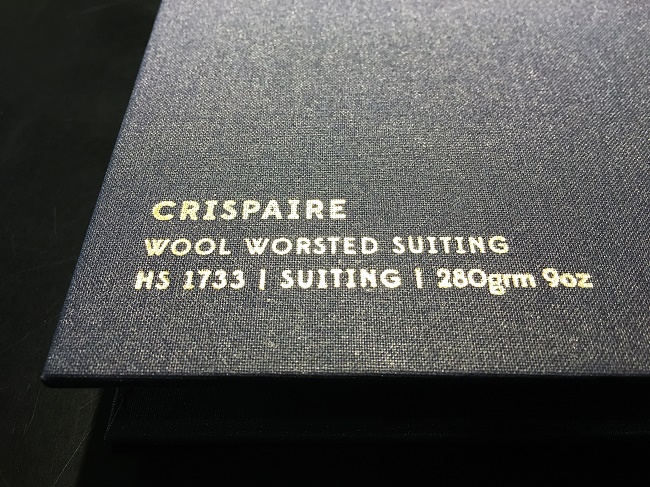 CRISPAIRE
WOOL WORSTED SUITING
HS 1733 | SUITING | 280grm 9oz